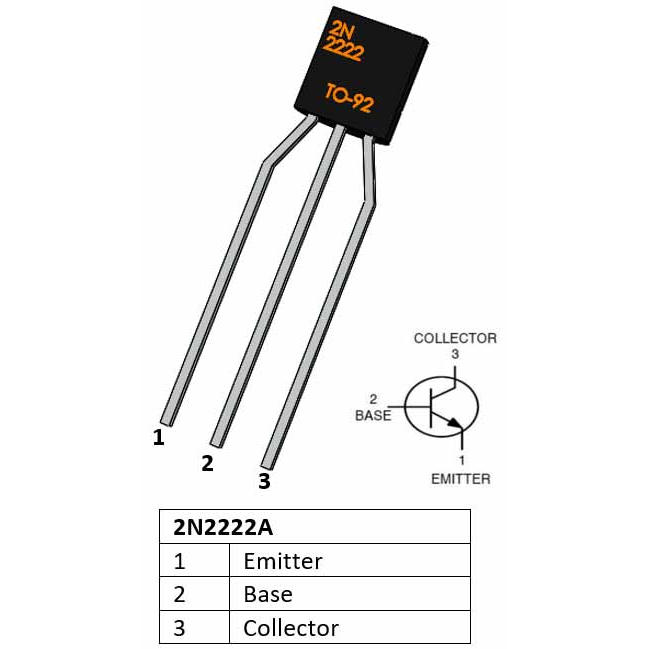 2N
2222
TO-92
1
2
3
COLLECTOR
3
2
BASE
1
EMITTER
2N2222A
1 Emitter
2 Base
3 Collector